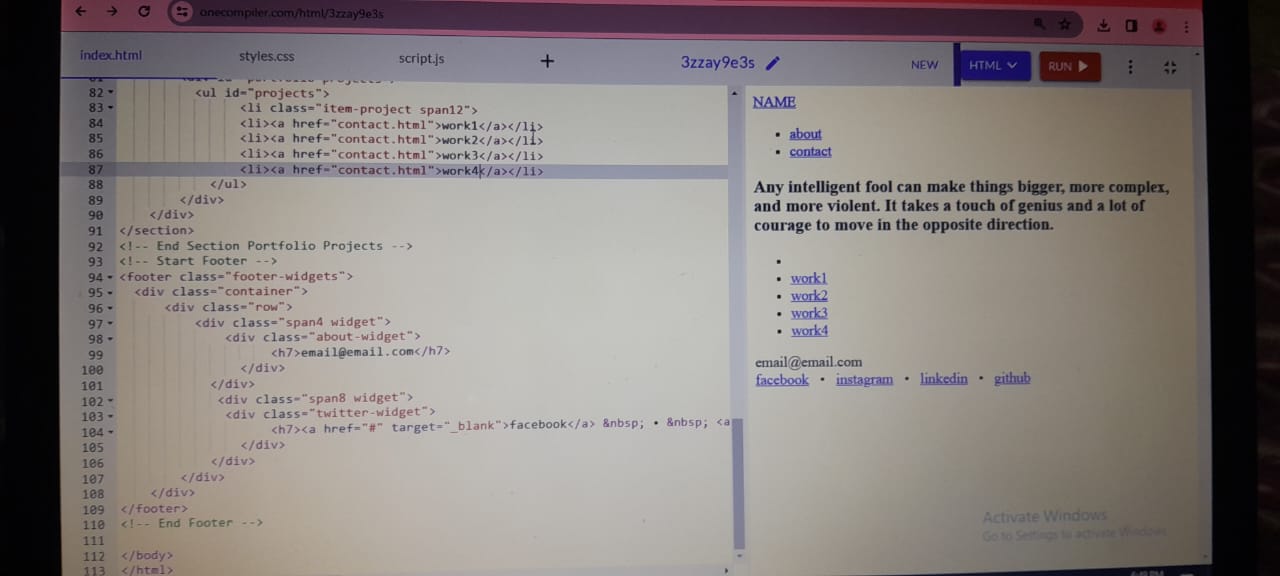 onecompiler.com/html/3zzay9e3s
index.html styles.css script.js + 3zzay9e3s NEW HTML RUN
82 <ul id="projects">
83 <li class="item-project span12">
84 <li><a href="contact.html">work1</a></li>
85 <li><a href="contact.html">work2</a></li>
86 <li><a href="contact.html">work3</a></li>
87 <li><a href="contact.html">work4</a></li>
88 </ul>
89 </div>
90 </div>
91 </section>
92 <!-- End Section Portfolio Projects -->
93 <!-- Start Footer -->
94 <footer class="footer-widgets">
95 <div class="container">
96 <div class="row">
97 <div class="span4 widget">
98 <div class="about-widget">
99 <h7>email@email.com</h7>
100 </div>
101 </div>
102 <div class="span8 widget">
103 <div class="twitter-widget">
104 <h7><a href="#" target="_blank">facebook</a> &nbsp; • &nbsp; <a
105 </div>
106 </div>
107 </div>
108 </div>
109 </footer>
110 <!-- End Footer -->
111
112 </body>
113 </html>
NAME
• about
• contact
Any intelligent fool can make things bigger, more complex,
and more violent. It takes a touch of genius and a lot of
courage to move in the opposite direction.
•
• work1
• work2
• work3
• work4
email@email.com
facebook • instagram • linkedin • github
Activate Windows
Go to Settings to activate Windows.